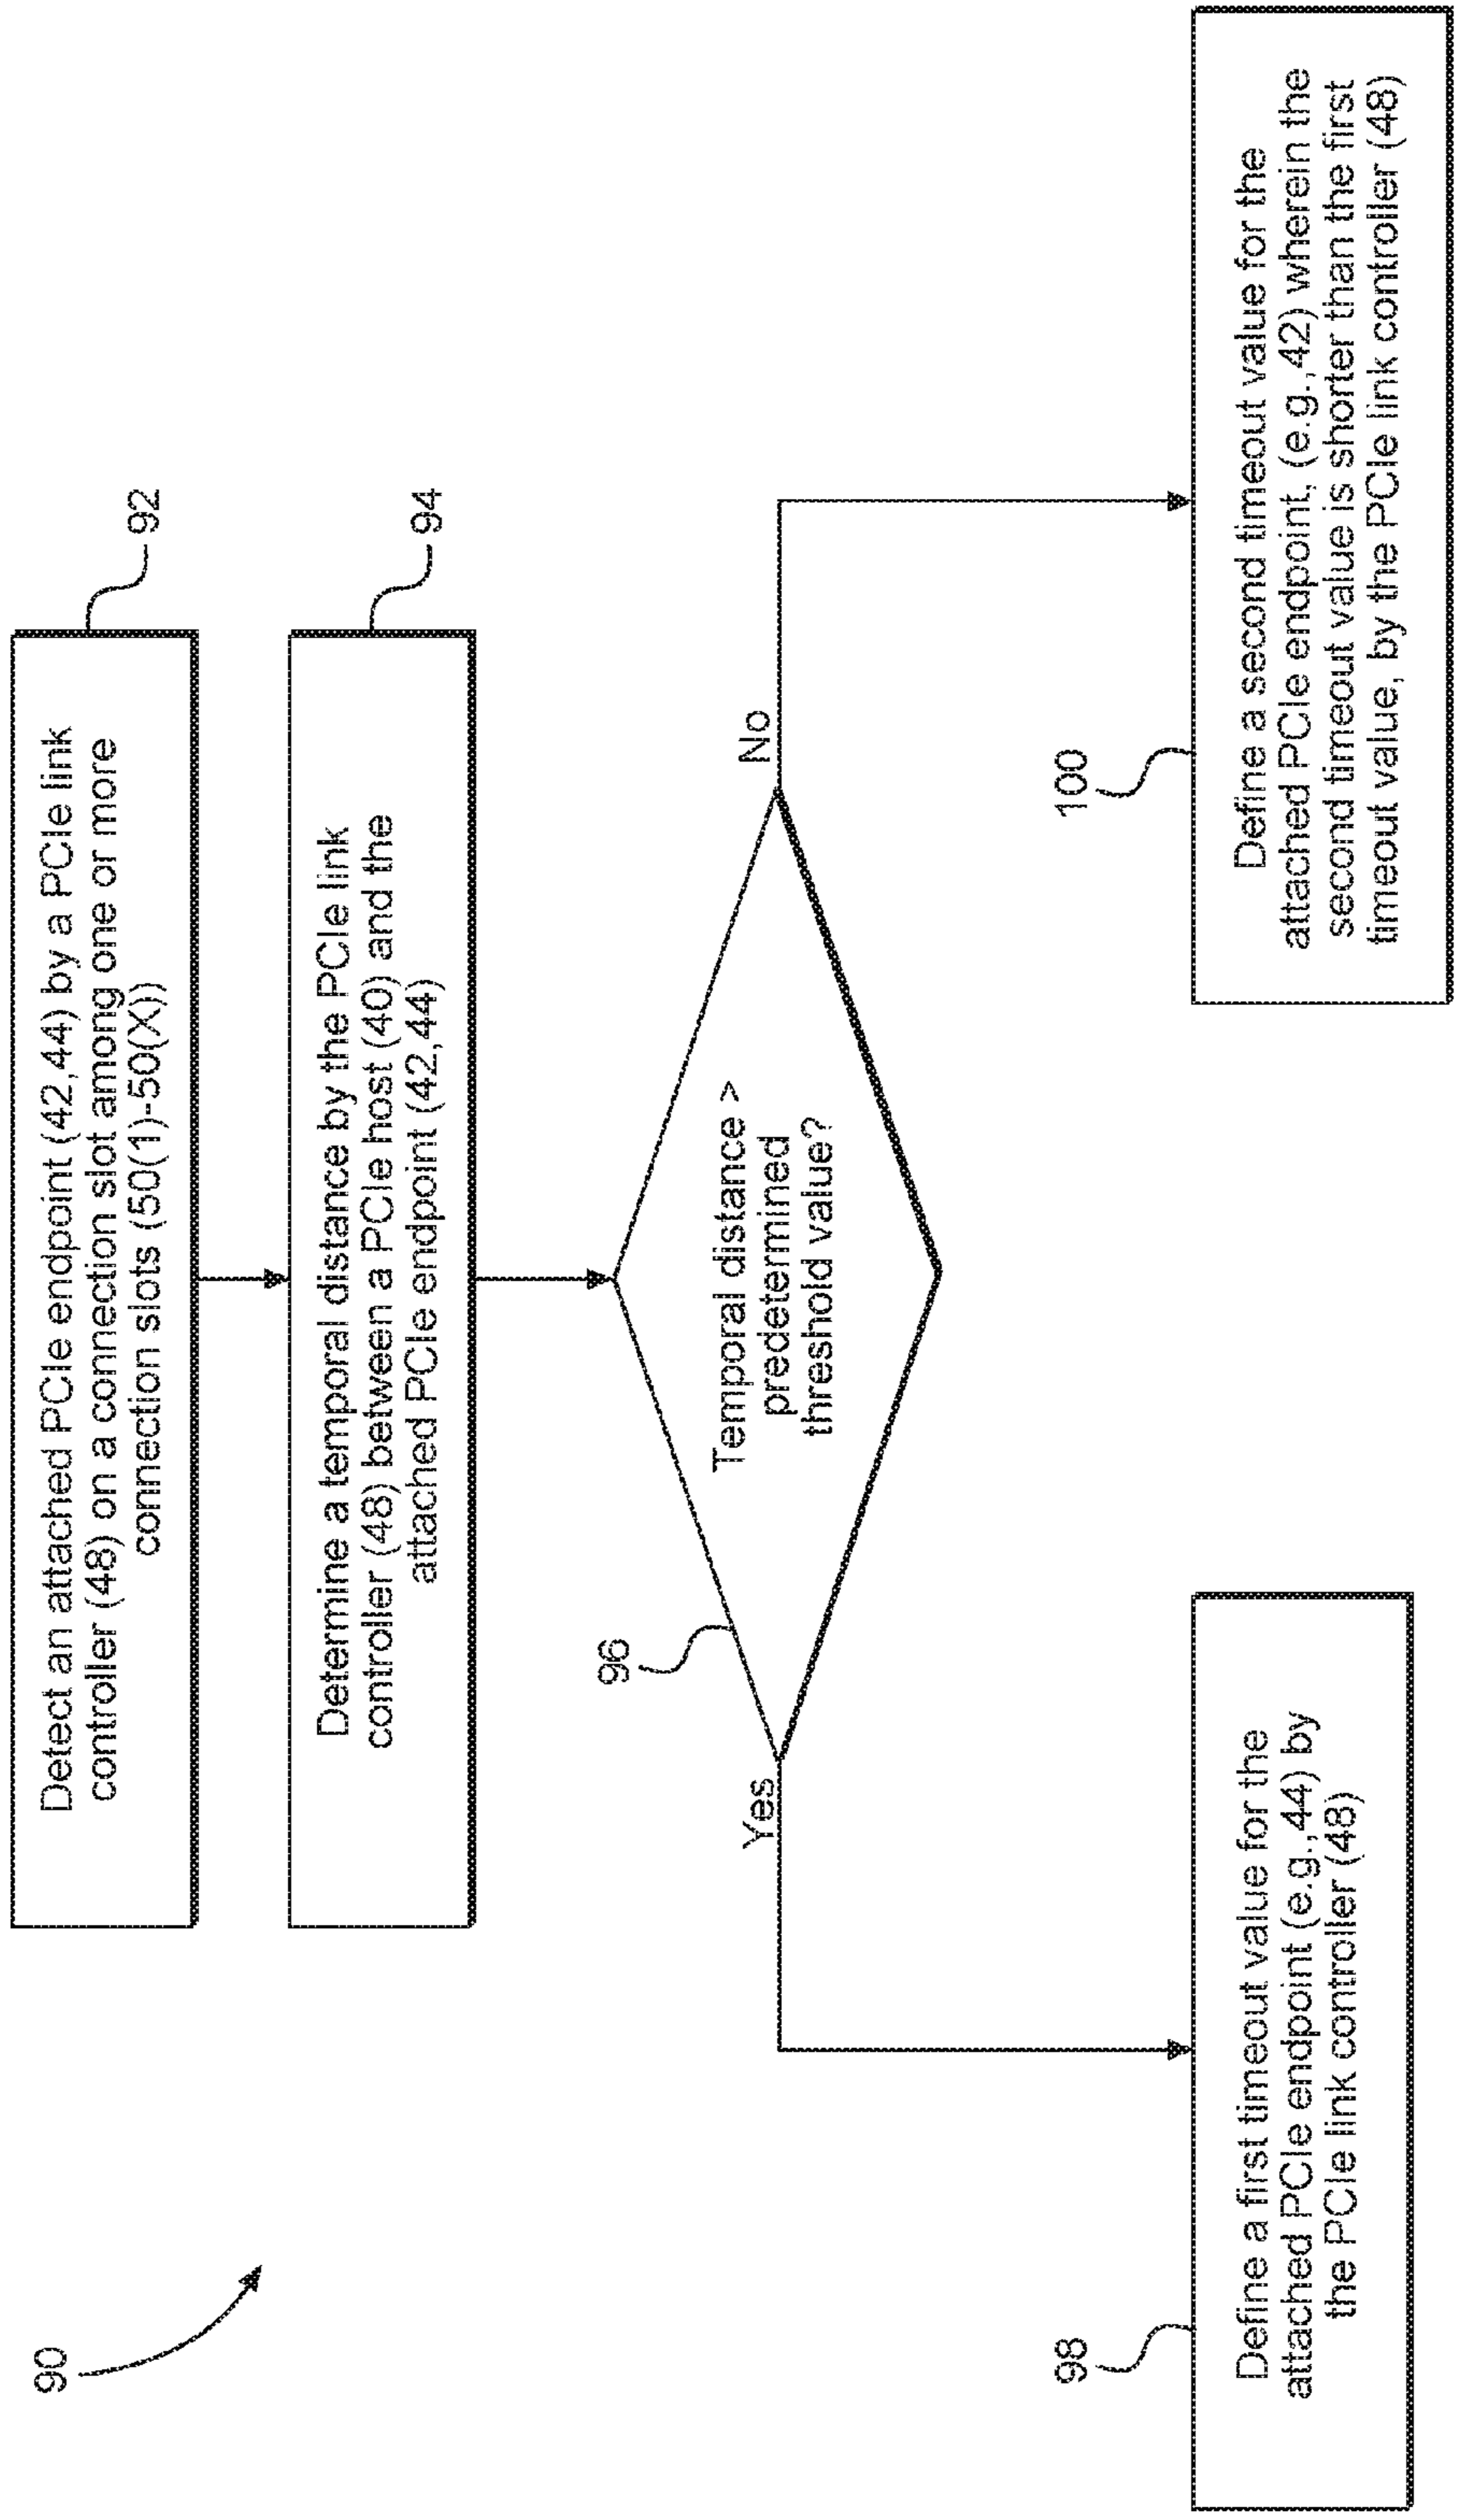 90
Detect an attached PCIe endpoint (42,44) by a PCIe link
controller (48) on a connection slot among one or more
connection slots (50(1)-50(X))
92
Determine a temporal distance by the PCIe link
controller (48) between a PCIe host (40) and the
attached PCIe endpoint (42,44)
94
96
Temporal distance >
predetermined
threshold value?
Yes
No
98
Define a first timeout value for the
attached PCIe endpoint (e.g.,44) by
the PCIe link controller (48)
100
Define a second timeout value for the
attached PCIe endpoint, (e.g.,42) wherein the
second timeout value is shorter than the first
timeout value, by the PCIe link controller (48)